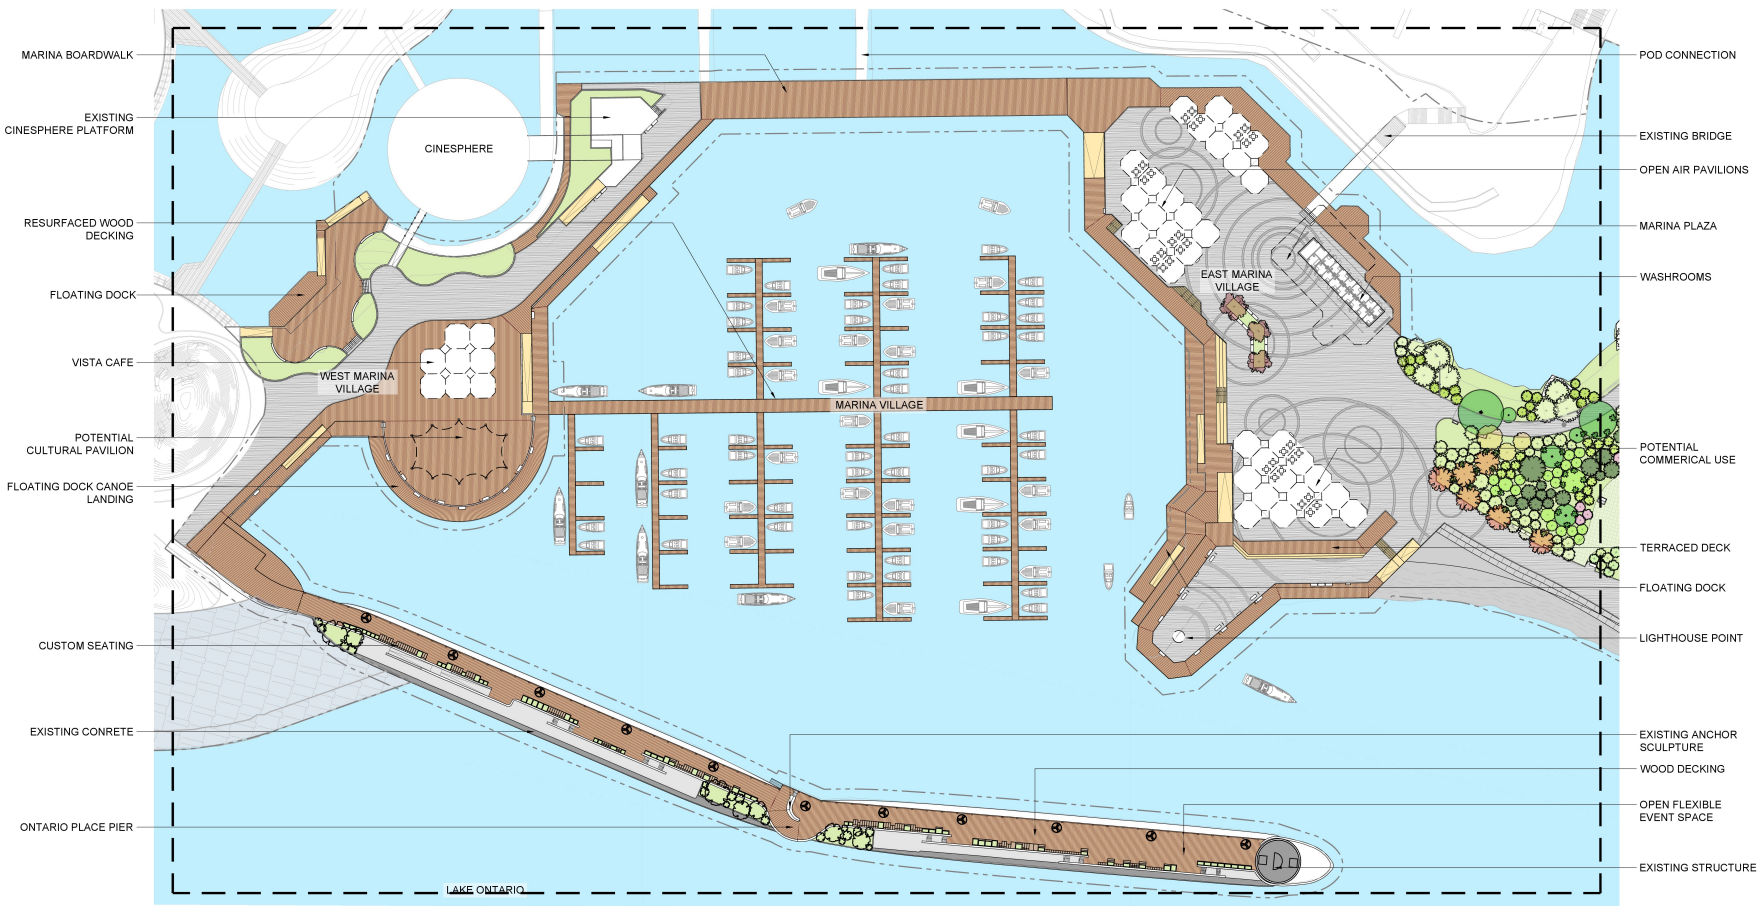 MARINA BOARDWALK
EXISTING
CINESPHERE PLATFORM
RESURFACED WOOD
DECKING
FLOATING DOCK
VISTA CAFE
POTENTIAL
CULTURAL PAVILION
FLOATING DOCK CANOE
LANDING
CUSTOM SEATING
EXISTING CONRETE
ONTARIO PLACE PIER
CINESPHERE
WEST MARINA
VILLAGE
MARINA VILLAGE
EAST MARINA
VILLAGE
LAKE ONTARIO
POD CONNECTION
EXISTING BRIDGE
OPEN AIR PAVILIONS
MARINA PLAZA
WASHROOMS
POTENTIAL
COMMERICAL USE
TERRACED DECK
FLOATING DOCK
LIGHTHOUSE POINT
EXISTING ANCHOR
SCULPTURE
WOOD DECKING
OPEN FLEXIBLE
EVENT SPACE
EXISTING STRUCTURE